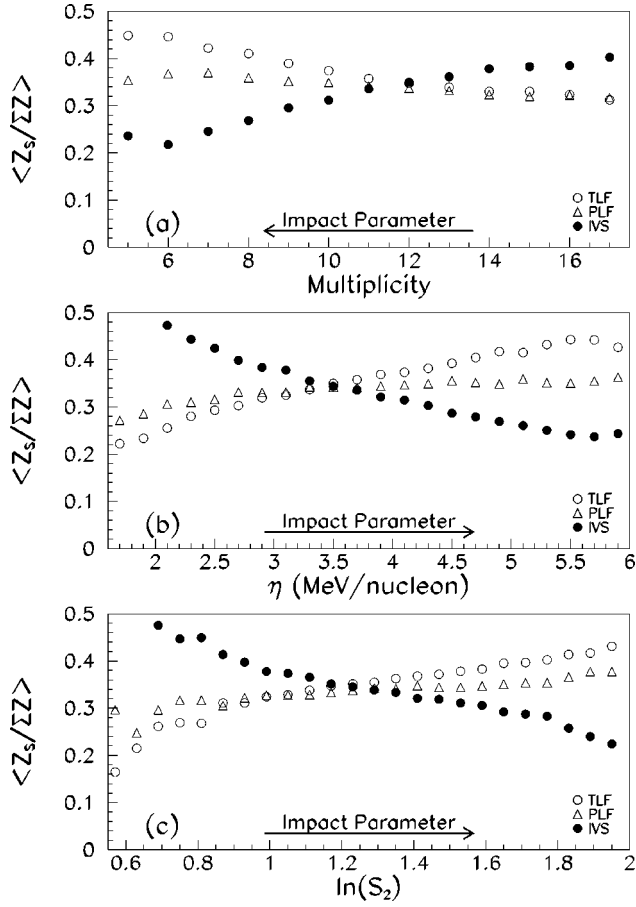 <Z_S/ΣZ>
0.5
0.4
0.3
0.2
0.1
0
(a)
Impact Parameter
○ TLF
△ PLF
● IVS
6 8 10 12 14 16
Multiplicity
<Z_S/ΣZ>
0.5
0.4
0.3
0.2
0.1
0
(b)
Impact Parameter
○ TLF
△ PLF
● IVS
2 2.5 3 3.5 4 4.5 5 5.5 6
η (MeV/nucleon)
<Z_S/ΣZ>
0.5
0.4
0.3
0.2
0.1
0
(c)
Impact Parameter
○ TLF
△ PLF
● IVS
0.6 0.8 1 1.2 1.4 1.6 1.8 2
ln(S_2)